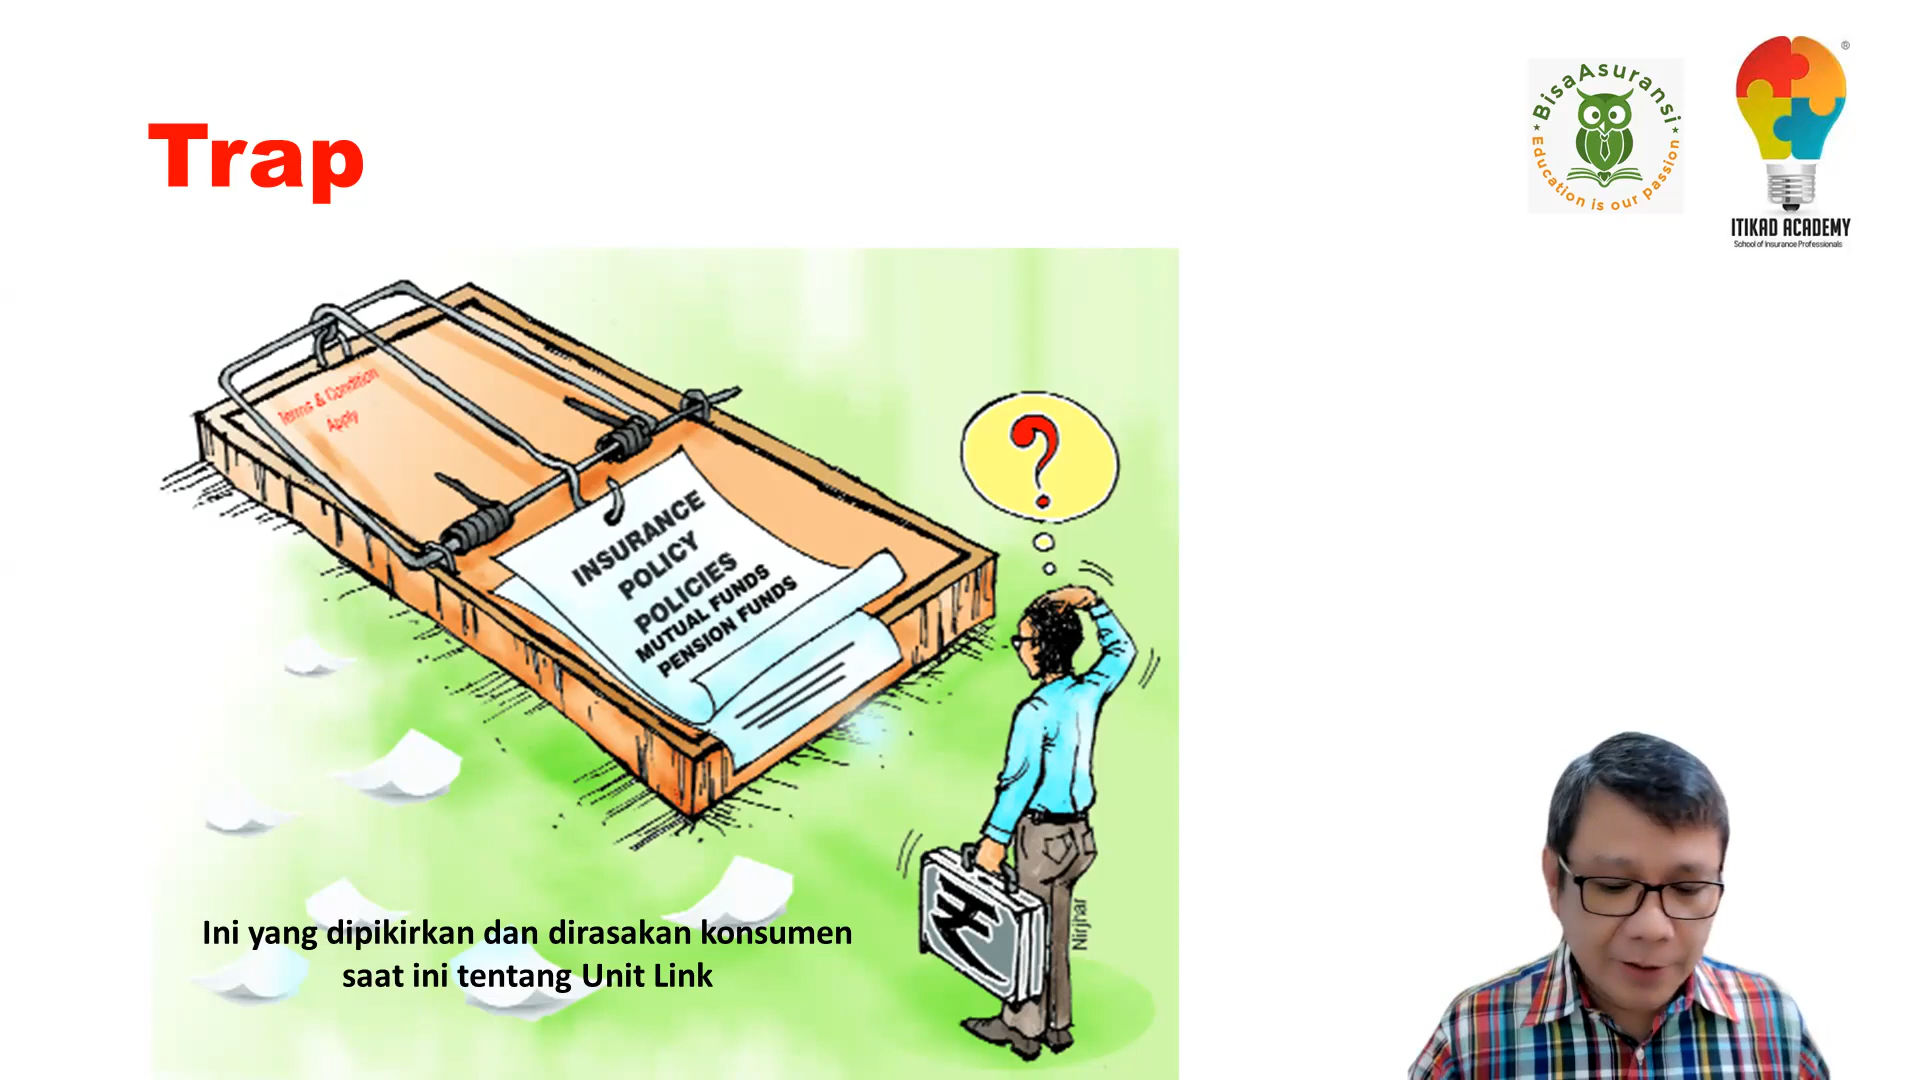 Trap
BisaAsuransi
Education is our passion
®
ITIKAD ACADEMY
School of Insurance Professionals
Terms & Condition
Apply
INSURANCE
POLICY
POLICIES
MUTUAL FUNDS
PENSION FUNDS
?
₹
Nirjhar
Ini yang dipikirkan dan dirasakan konsumen
saat ini tentang Unit Link